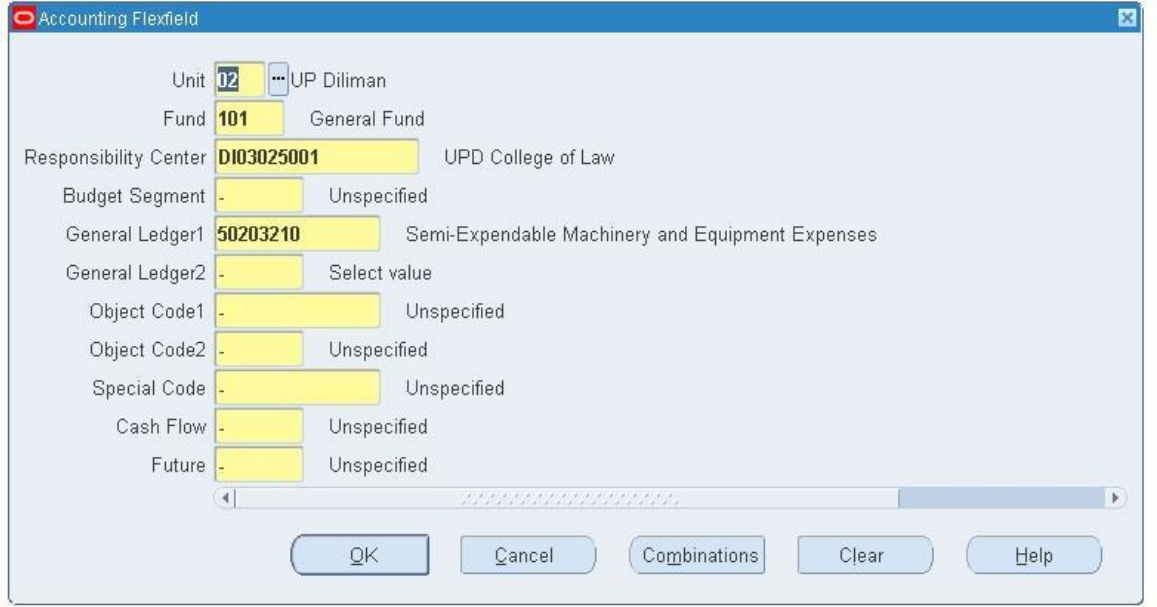 Accounting Flexfield
Unit 02 ... UP Diliman
Fund 101 General Fund
Responsibility Center DI03025001 UPD College of Law
Budget Segment - Unspecified
General Ledger1 50203210 Semi-Expendable Machinery and Equipment Expenses
General Ledger2 - Select value
Object Code1 - Unspecified
Object Code2 - Unspecified
Special Code - Unspecified
Cash Flow - Unspecified
Future - Unspecified
OK Cancel Combinations Clear Help